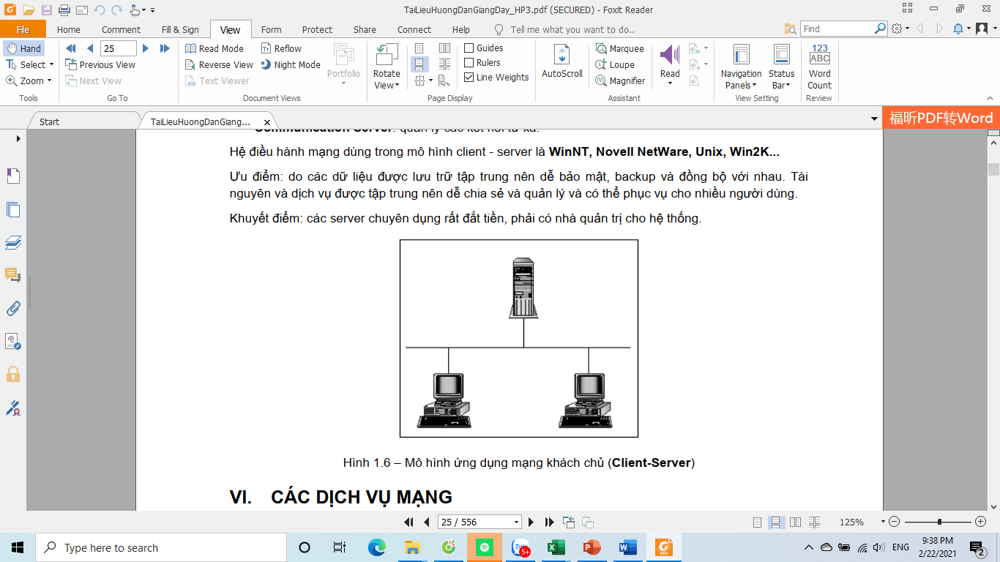 TaiLieuHuongDanGiangDay_HP3.pdf (SECURED) - Foxit Reader
File Home Comment Fill & Sign View Form Protect Share Connect Help Tell me what you want to do.. Find
Hand 25 Read Mode Reflow Guides Marquee
Select Previous View Reverse View Night Mode Portfolio Rotate View Rulers AutoScroll Loupe Read Navigation Panels Status Bar 123 ABC Word Count
Zoom Next View Text Viewer Line Weights Magnifier
Tools Go To Document Views Page Display Assistant View Setting Review
Start TaiLieuHuongDanGiang... 福昕PDF转Word
Communication Server: quản lý các kết nối từ xa.
Hệ điều hành mạng dùng trong mô hình client - server là WinNT, Novell NetWare, Unix, Win2K...
Ưu điểm: do các dữ liệu được lưu trữ tập trung nên dễ bảo mật, backup và đồng bộ với nhau. Tài
nguyên và dịch vụ được tập trung nên dễ chia sẻ và quản lý và có thể phục vụ cho nhiều người dùng.
Khuyết điểm: các server chuyên dụng rất đắt tiền, phải có nhà quản trị cho hệ thống.
Hình 1.6 – Mô hình ứng dụng mạng khách chủ (Client-Server)
VI. CÁC DỊCH VỤ MẠNG
25 / 556 125%
Type here to search 5+ ENG 9:38 PM
2/22/2021 2